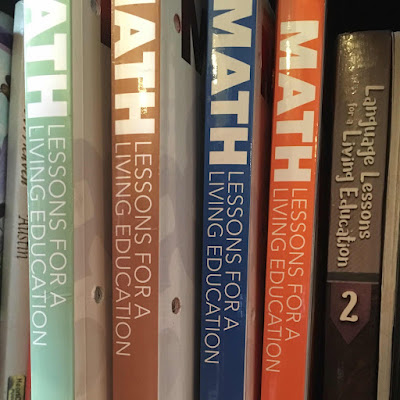 AUSTIN
ATH
LESSONS FOR A
LIVING EDUCATION
MATH
LESSONS FOR A
LIVING EDUCATION
MATH
LESSONS FOR A
LIVING EDUCATION
MATH
LESSONS FOR A
LIVING EDUCATION
Language Lessons
for a Living Education
2